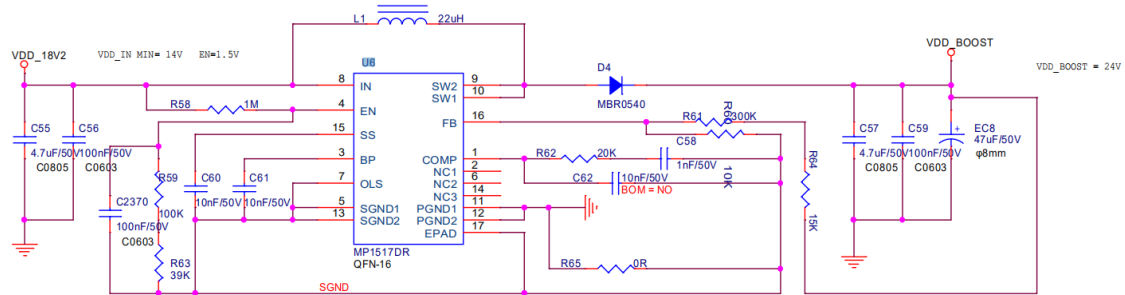 L1 22uH
VDD_18V2
VDD_IN MIN= 14V EN=1.5V
U6
VDD_BOOST
VDD_BOOST = 24V
D4
MBR0540
8 IN
SW2 9
SW1 10
R58 1M
4 EN
FB 16
R61 300K
R60
10K
15 SS
C55
4.7uF/50V
C0805
C56
100nF/50V
C0603
R59
100K
C60
10nF/50V
C61
10nF/50V
3 BP
COMP 1
NC1 2
NC2 6
NC3 14
7 OLS
PGND1 11
PGND2 12
EPAD 17
5 SGND1
13 SGND2
MP1517DR
QFN-16
R62 20K
C58
1nF/50V
C62
10nF/50V
BOM = NO
R64
15K
C57
4.7uF/50V
C0805
C59
100nF/50V
C0603
EC8
47uF/50V
φ8mm
+
C2370
100nF/50V
C0603
R63
39K
R65 0R
SGND